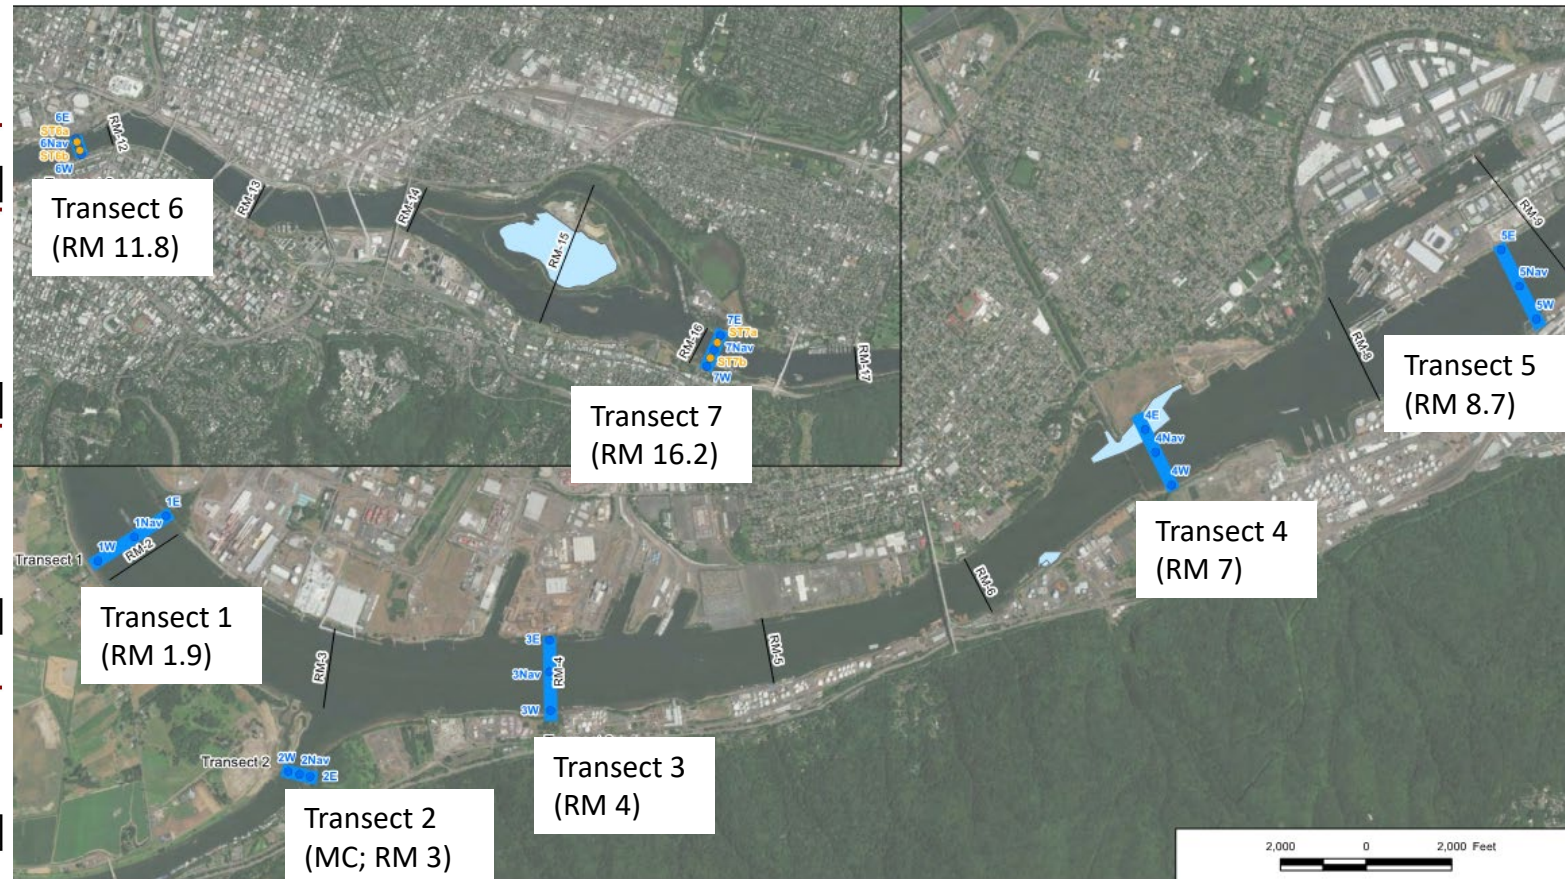 6E
ST6a
6Nav
ST6b
6W
RM-12
Transect 6
(RM 11.8)
RM-13
RM-14
RM-15
RM-16
7E
ST7a
7Nav
ST7b
7W
RM-17
Transect 7
(RM 16.2)
RM-9
5E
5Nav
5W
RM-8
Transect 5
(RM 8.7)
4E
4Nav
4W
Transect 4
(RM 7)
1E
1Nav
1W
RM-2
Transect 1
Transect 1
(RM 1.9)
RM-6
RM-5
RM-3
3E
3Nav
RM-4
3W
Transect 3
(RM 4)
Transect 2
2W
2Nav
2E
Transect 2
(MC; RM 3)
2,000 0 2,000 Feet